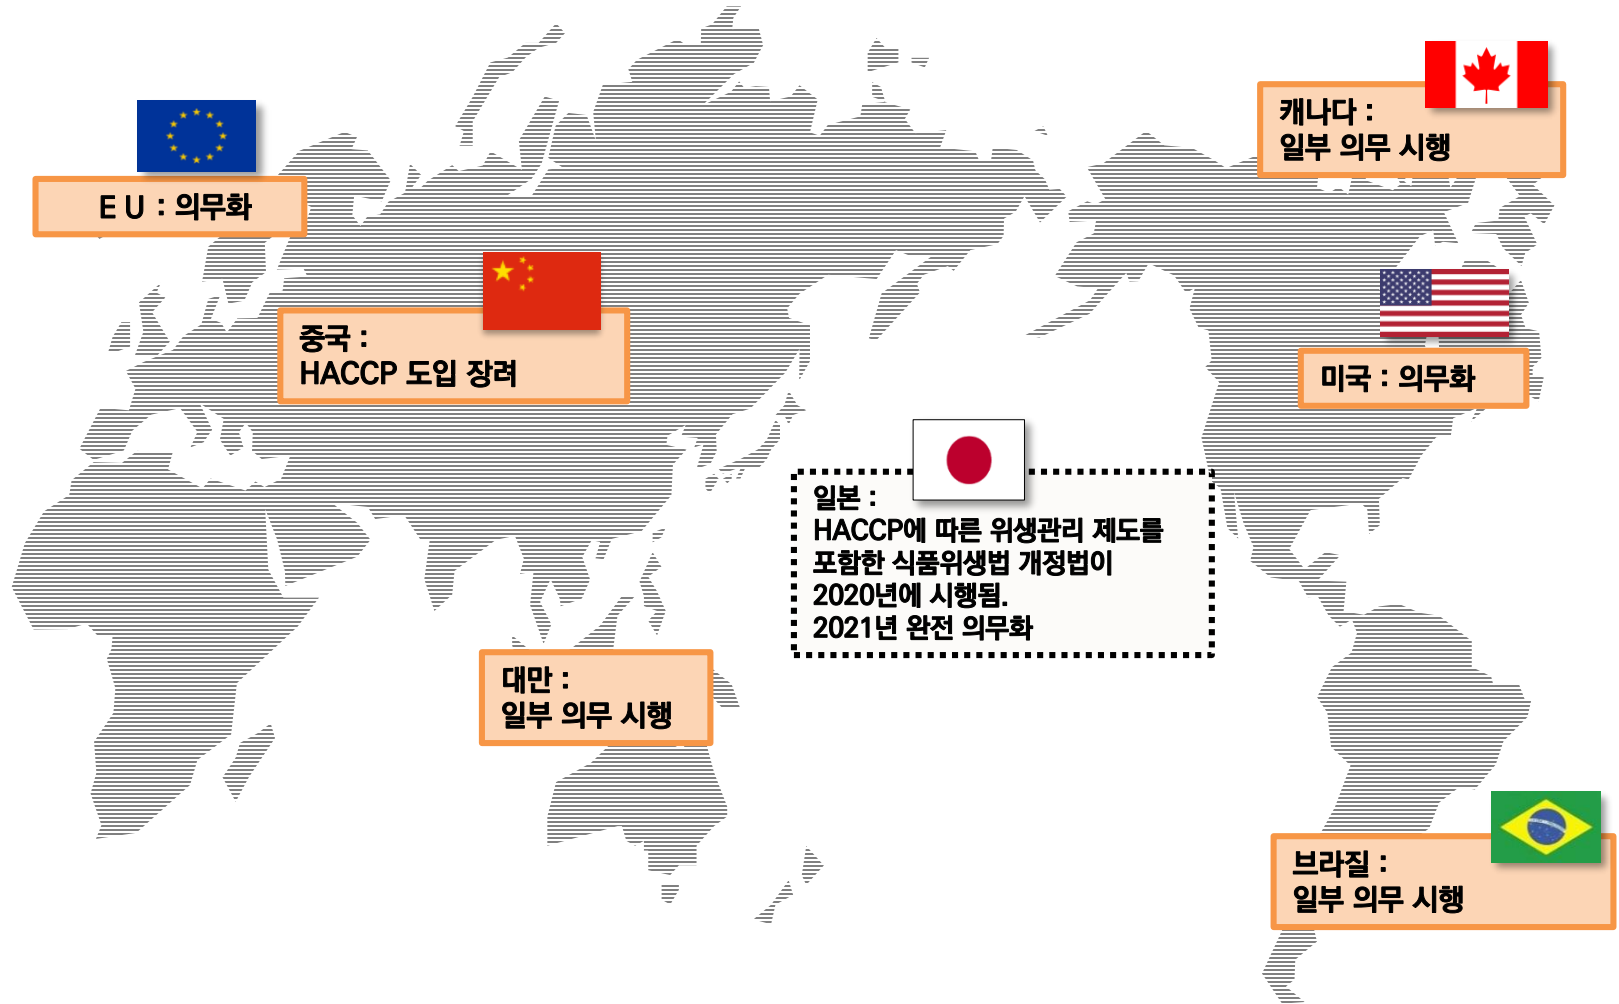 캐나다 :
일부 의무 시행
E U : 의무화
중국 :
HACCP 도입 장려
미국 : 의무화
일본 :
HACCP에 따른 위생관리 제도를
포함한 식품위생법 개정법이
2020년에 시행됨.
2021년 완전 의무화
대만 :
일부 의무 시행
브라질 :
일부 의무 시행